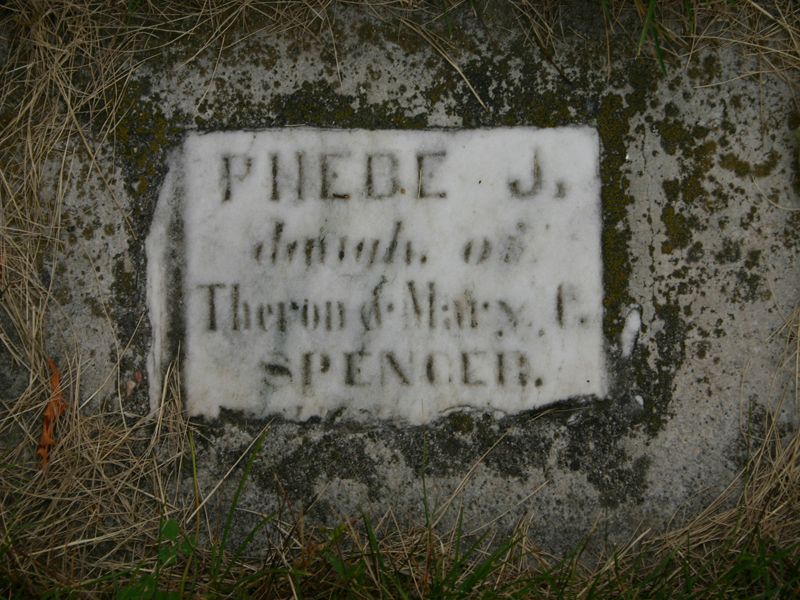 PHEBE J.
daugh. of
Theron & Mary C.
SPENCER.